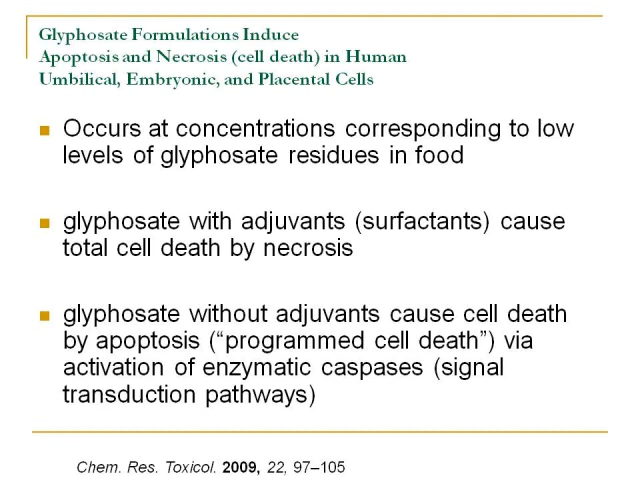 Glyphosate Formulations Induce
Apoptosis and Necrosis (cell death) in Human
Umbilical, Embryonic, and Placental Cells
Occurs at concentrations corresponding to low
levels of glyphosate residues in food
glyphosate with adjuvants (surfactants) cause
total cell death by necrosis
glyphosate without adjuvants cause cell death
by apoptosis (“programmed cell death”) via
activation of enzymatic caspases (signal
transduction pathways)
Chem. Res. Toxicol. 2009, 22, 97–105